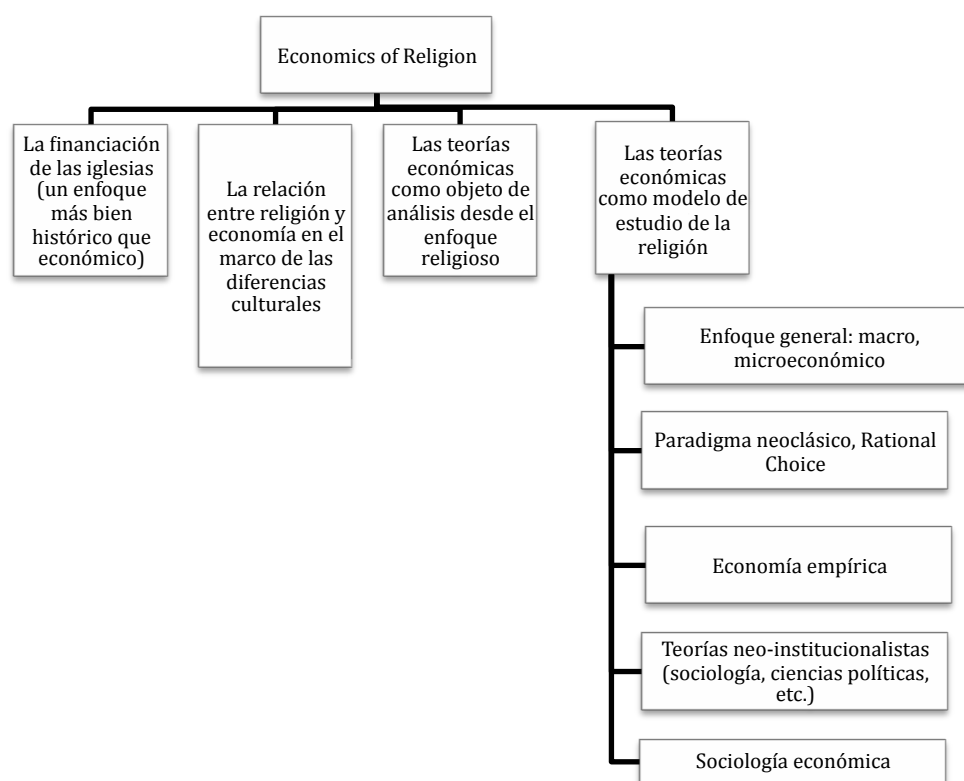 Economics of Religion
La financiación
de las iglesias
(un enfoque
más bien
histórico que
económico)
La relación
entre religión y
economía en el
marco de las
diferencias
culturales
Las teorías
económicas
como objeto de
análisis desde el
enfoque
religioso
Las teorías
económicas
como modelo de
estudio de la
religión
Enfoque general: macro,
microeconómico
Paradigma neoclásico, Rational
Choice
Economía empírica
Teorías neo-institucionalistas
(sociología, ciencias políticas,
etc.)
Sociología económica